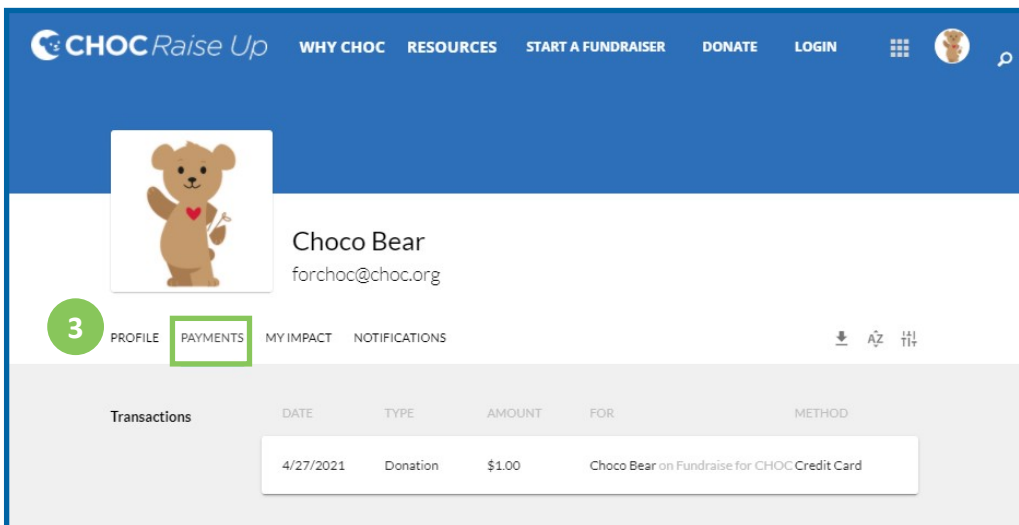 CHOC Raise Up WHY CHOC RESOURCES START A FUNDRAISER DONATE LOGIN
Choco Bear
forchoc@choc.org
3 PROFILE PAYMENTS MY IMPACT NOTIFICATIONS AZ
Transactions DATE TYPE AMOUNT FOR METHOD
4/27/2021 Donation $1.00 Choco Bear on Fundraise for CHOC Credit Card